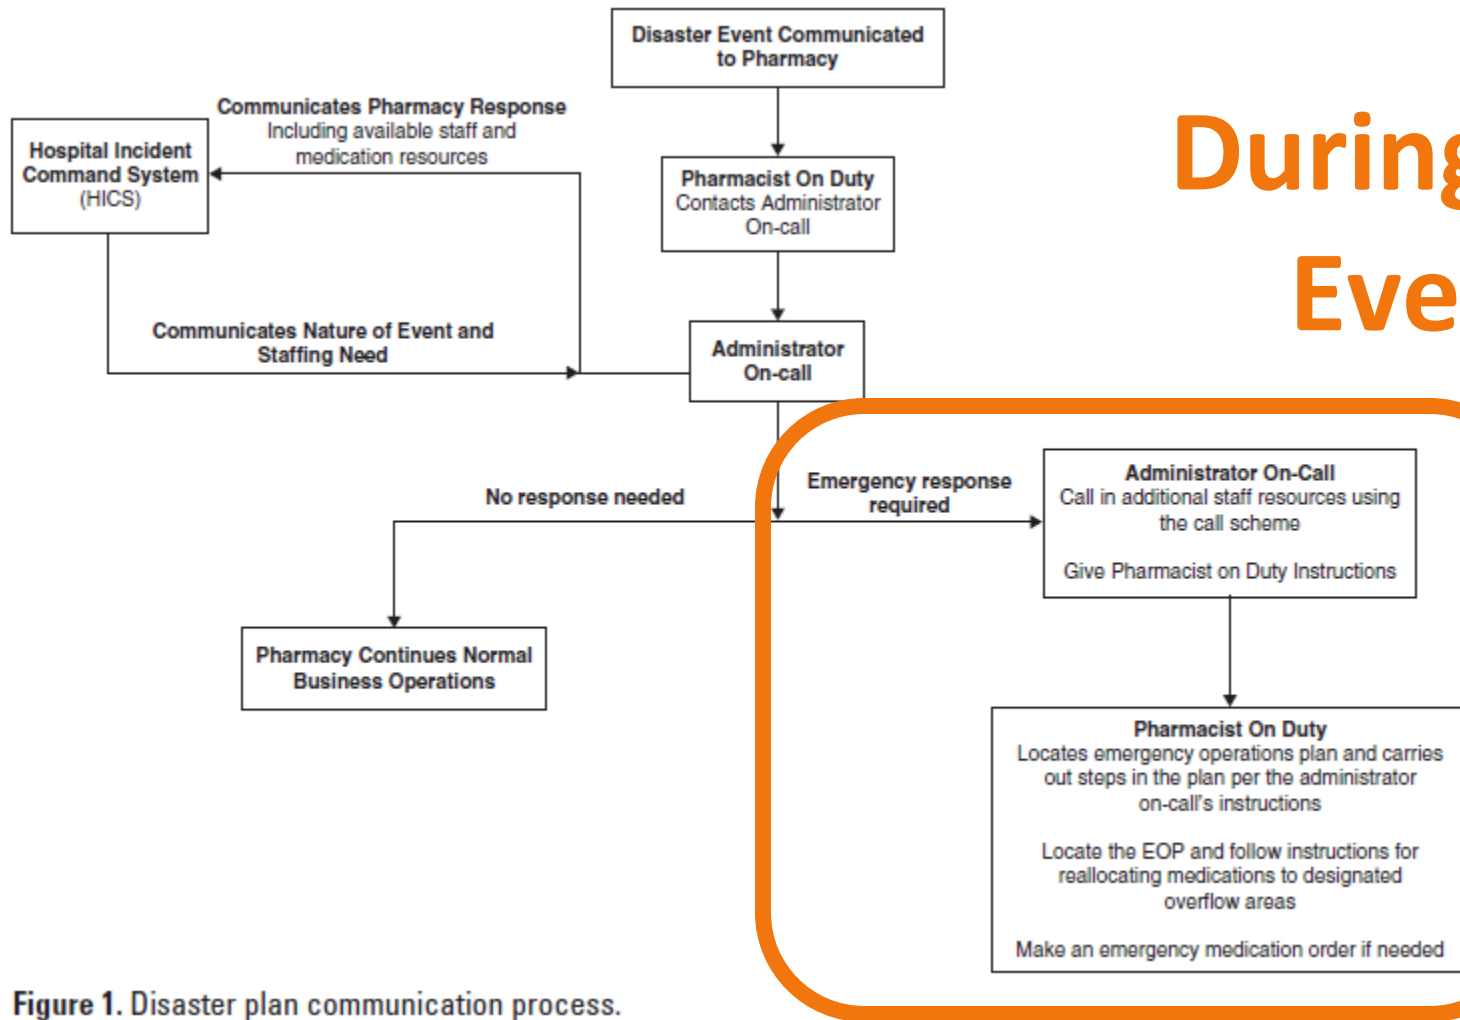 Disaster Event Communicated
to Pharmacy
Communicates Pharmacy Response
Including available staff and
medication resources
Hospital Incident
Command System
(HICS)
Pharmacist On Duty
Contacts Administrator
On-call
During
Eve
Communicates Nature of Event and
Staffing Need
Administrator
On-call
No response needed
Emergency response
required
Administrator On-Call
Call in additional staff resources using
the call scheme
Give Pharmacist on Duty Instructions
Pharmacy Continues Normal
Business Operations
Pharmacist On Duty
Locates emergency operations plan and carries
out steps in the plan per the administrator
on-call's instructions
Locate the EOP and follow instructions for
reallocating medications to designated
overflow areas
Make an emergency medication order if needed
Figure 1. Disaster plan communication process.